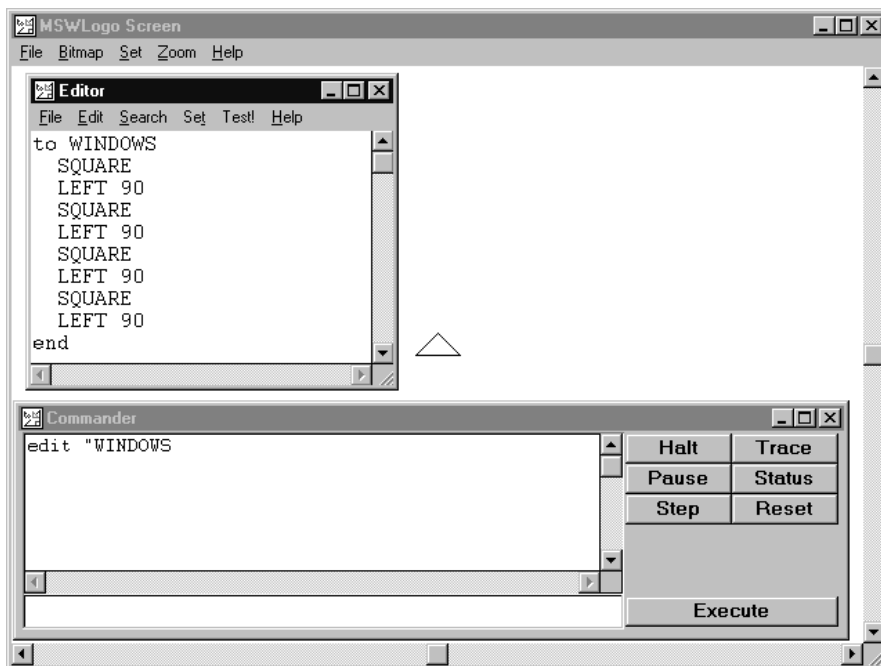 MSWLogo Screen
File Bitmap Set Zoom Help
Editor
File Edit Search Set Test! Help
to WINDOWS
SQUARE
LEFT 90
SQUARE
LEFT 90
SQUARE
LEFT 90
SQUARE
LEFT 90
end
Commander
edit "WINDOWS
Halt Trace
Pause Status
Step Reset
Execute